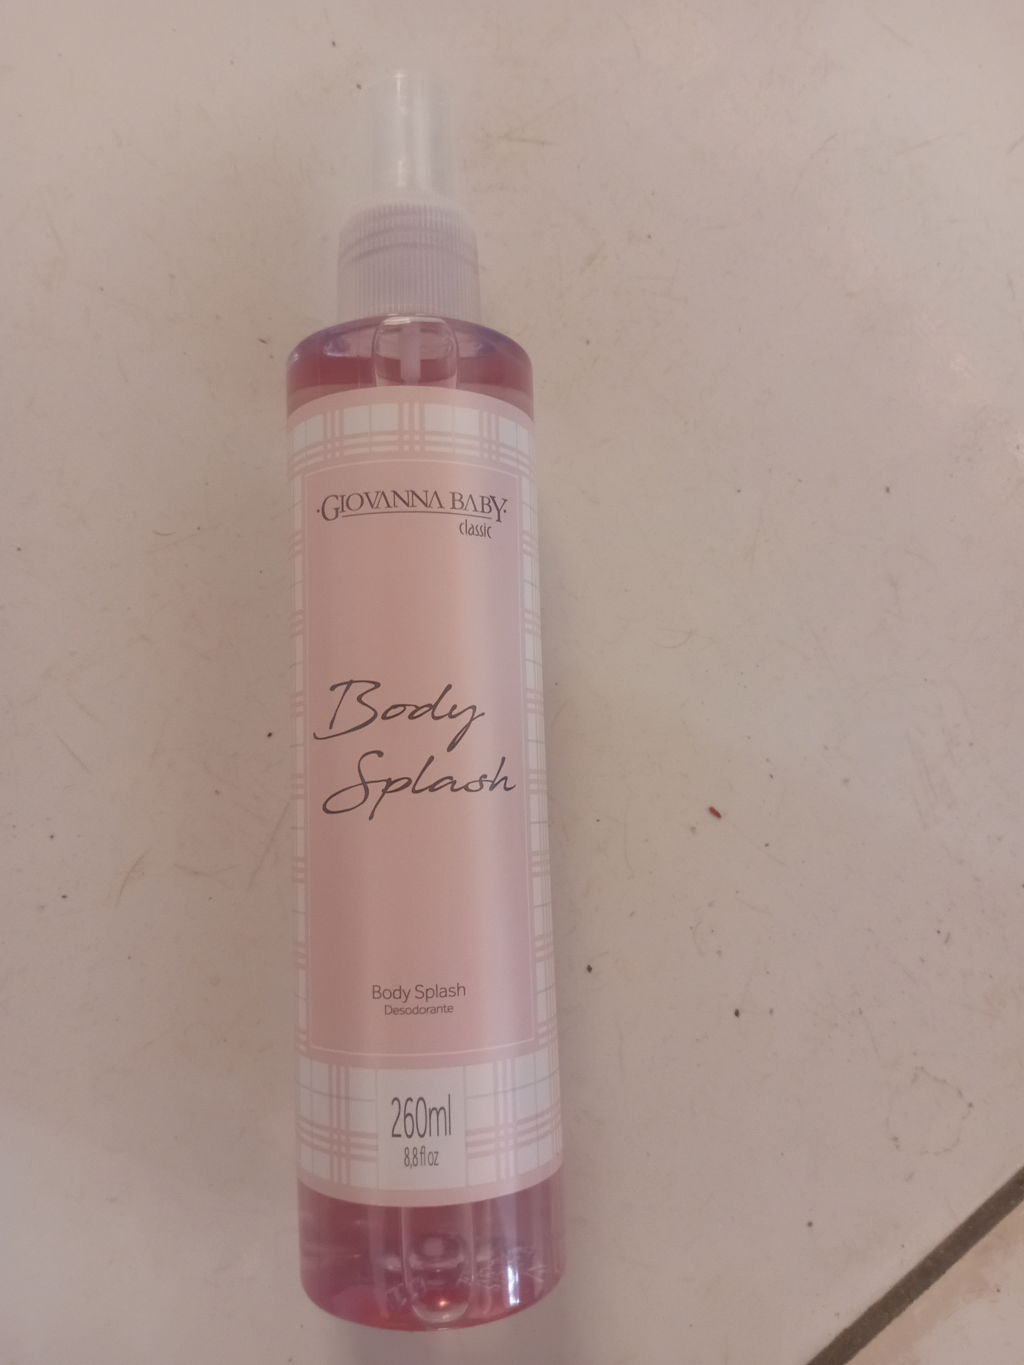 ·GIOVANNA BABY·
classic
Body
Splash
Body Splash
Desodorante
260ml
8,8 fl oz